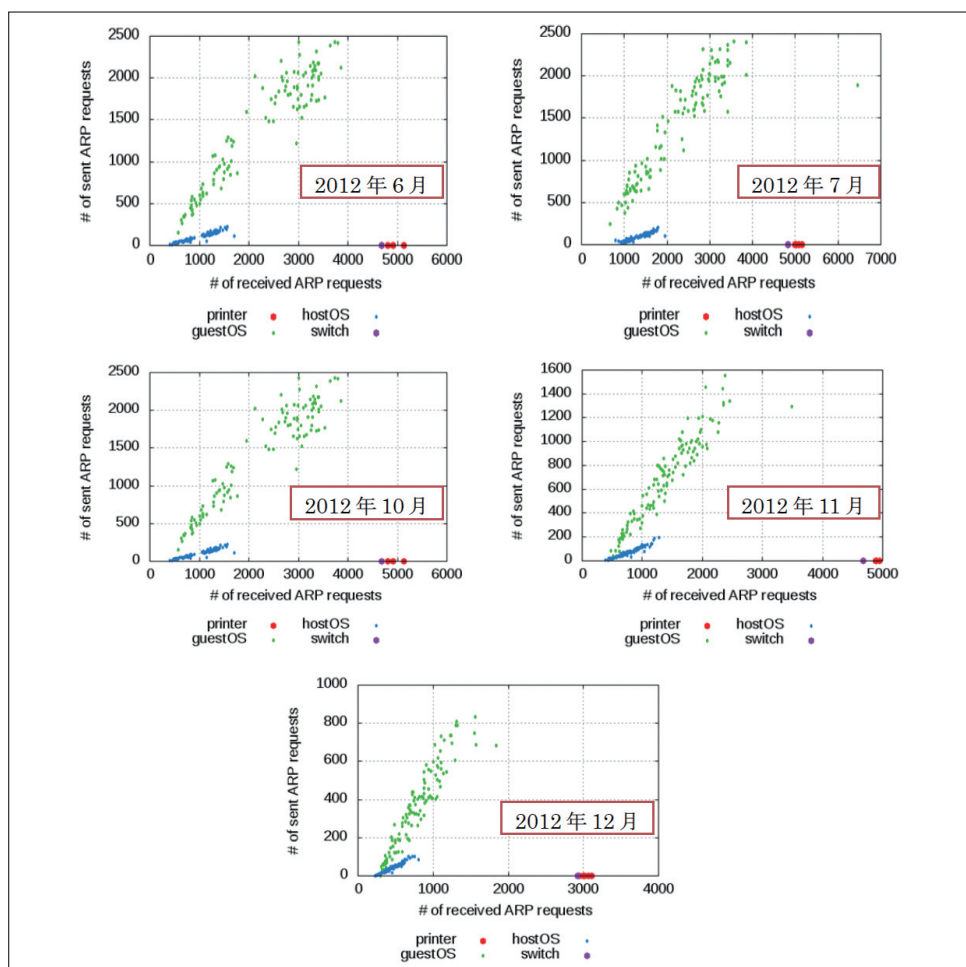 2500
2000
1500
1000
500
0
0 1000 2000 3000 4000 5000 6000
# of sent ARP requests
# of received ARP requests
2012年6月
printer hostOS
guestOS switch
2500
2000
1500
1000
500
0
0 1000 2000 3000 4000 5000 6000 7000
# of sent ARP requests
# of received ARP requests
2012年7月
printer hostOS
guestOS switch
2500
2000
1500
1000
500
0
0 1000 2000 3000 4000 5000 6000
# of sent ARP requests
# of received ARP requests
2012年10月
printer hostOS
guestOS switch
1600
1400
1200
1000
800
600
400
200
0
0 1000 2000 3000 4000 5000
# of sent ARP requests
# of received ARP requests
2012年11月
printer hostOS
guestOS switch
1000
800
600
400
200
0
0 1000 2000 3000 4000
# of sent ARP requests
# of received ARP requests
2012年12月
printer hostOS
guestOS switch